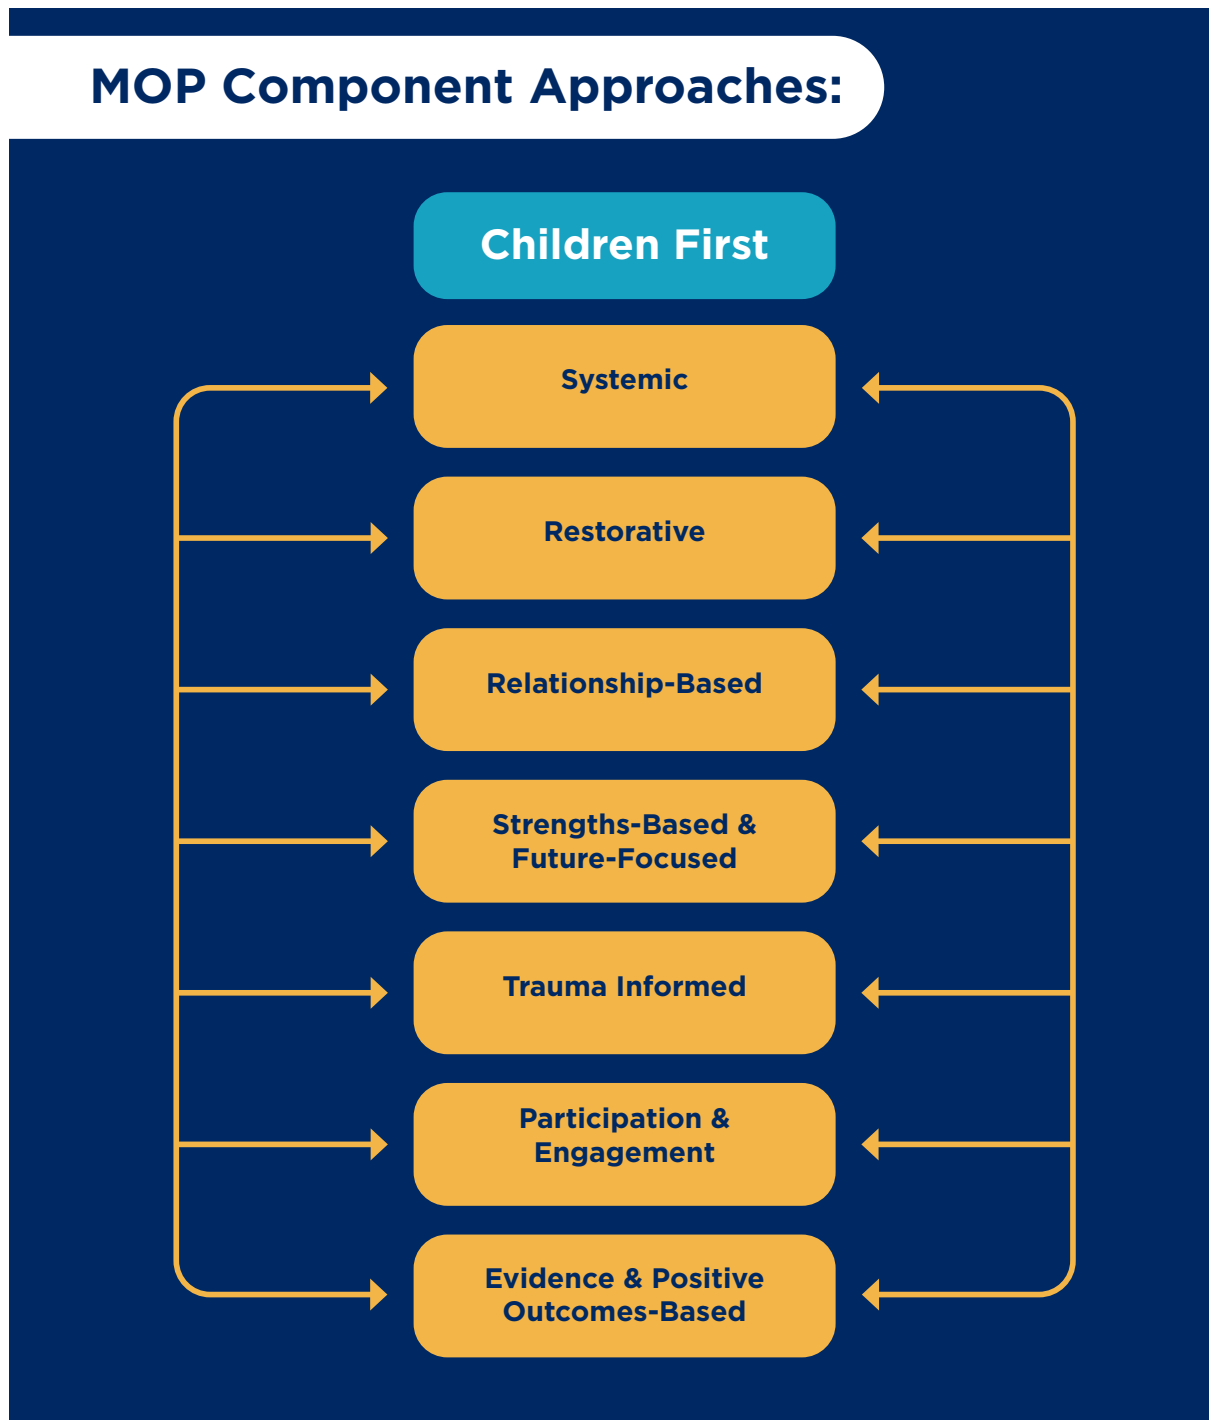 MOP Component Approaches:
Children First
Systemic
Restorative
Relationship-Based
Strengths-Based &
Future-Focused
Trauma Informed
Participation &
Engagement
Evidence & Positive
Outcomes-Based